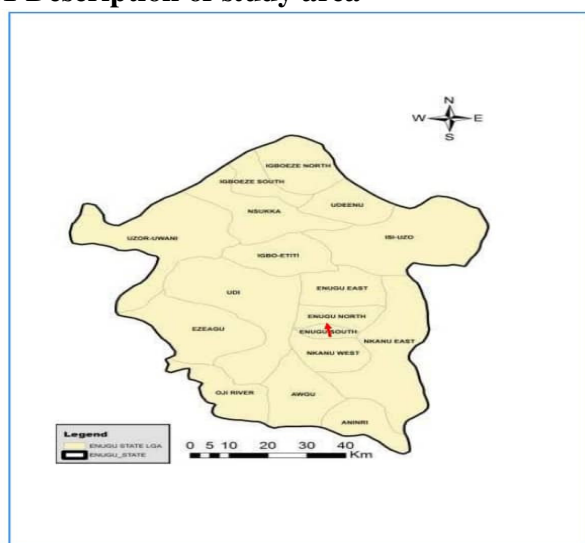 1 Description of study area
N
W E
S
IGBOEZE NORTH
IGBOEZE SOUTH
UDEENU
NSUKKA
UZOR-UWANI
ISI-UZO
IGBO-ETITI
ENUGU EAST
UDI
ENUGU NORTH
EZEAGU
ENUGU SOUTH
NKANU EAST
NKANU WEST
OJI RIVER
AWGU
ANINRI
Legend
ENUGU STATE LGA
ENUGU_STATE
0 5 10 20 30 40
Km